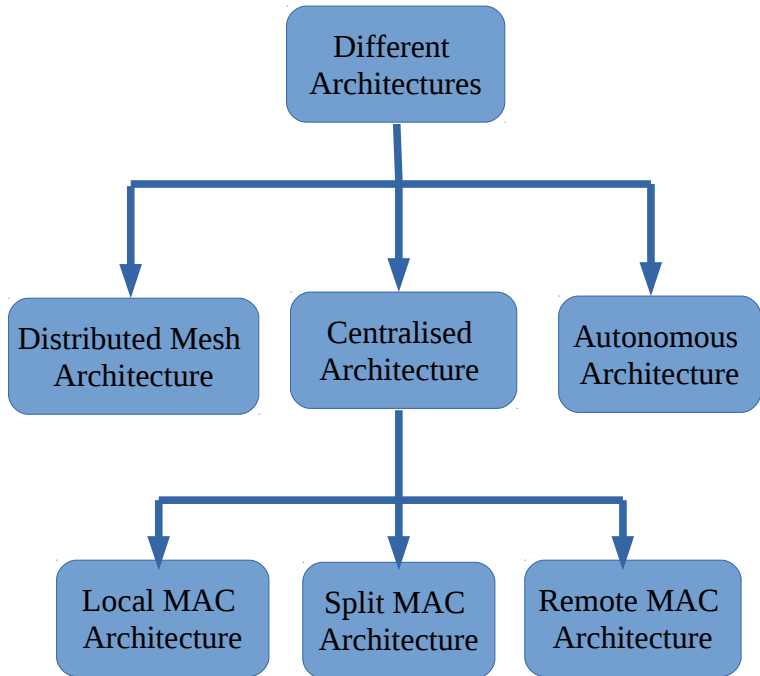 Different
Architectures
Distributed Mesh
Architecture
Centralised
Architecture
Autonomous
Architecture
Local MAC
Architecture
Split MAC
Architecture
Remote MAC
Architecture